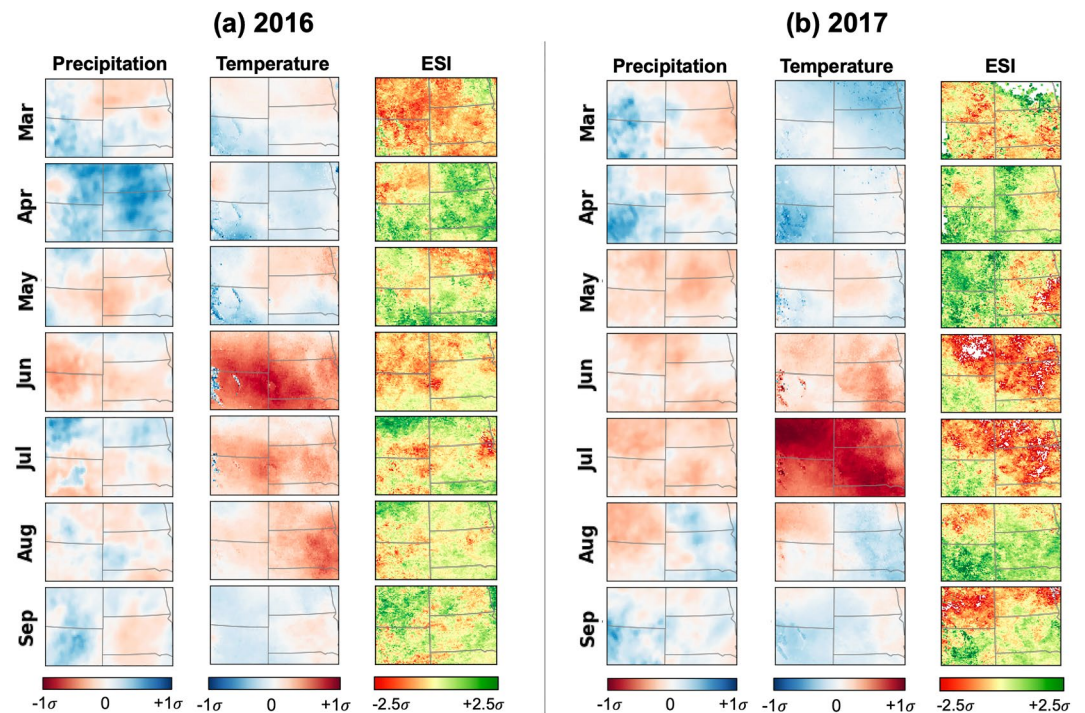 (a) 2016
(b) 2017
Precipitation Temperature ESI
Precipitation Temperature ESI
Mar
Apr
May
Jun
Jul
Aug
Sep
Mar
Apr
May
Jun
Jul
Aug
Sep
-1σ 0 +1σ -1σ 0 +1σ -2.5σ +2.5σ
-1σ 0 +1σ -1σ 0 +1σ -2.5σ +2.5σ